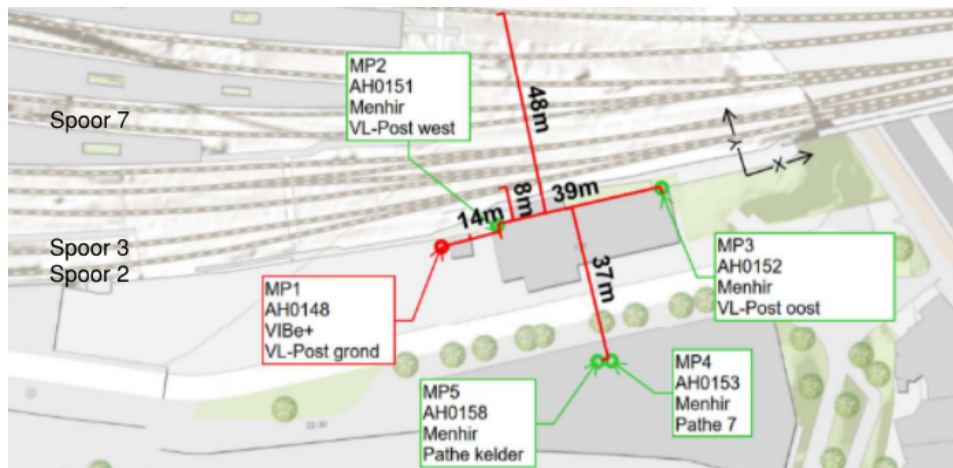 MP2
AH0151
Menhir
VL-Post west
Spoor 7
48m
Y
X
8m
39m
14m
Spoor 3
Spoor 2
MP1
AH0148
VIBe+
VL-Post grond
37m
MP3
AH0152
Menhir
VL-Post oost
MP5
AH0158
Menhir
Pathe kelder
MP4
AH0153
Menhir
Pathe 7